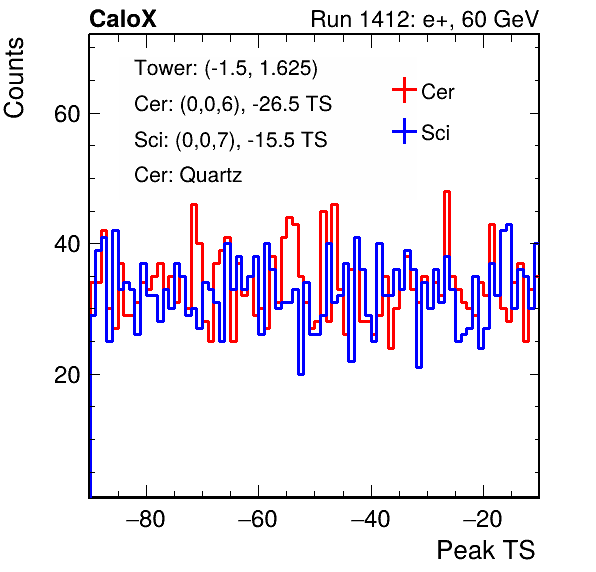 CaloX Run 1412: e+, 60 GeV
Counts
Tower: (-1.5, 1.625)
Cer: (0,0,6), -26.5 TS
Sci: (0,0,7), -15.5 TS
Cer: Quartz
Cer
Sci
60
40
20
−80 −60 −40 −20
Peak TS